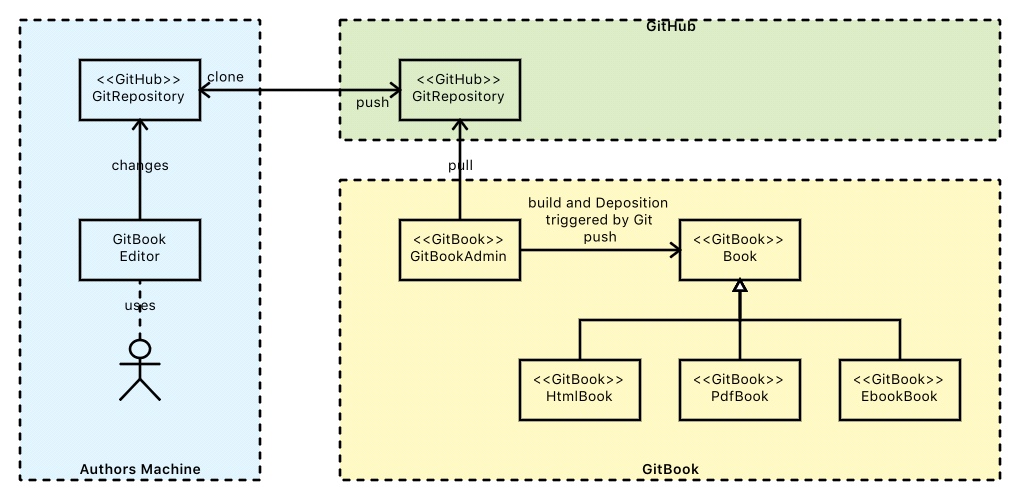 GitHub
<<GitHub>>
GitRepository
clone
push
<<GitHub>>
GitRepository
changes
pull
GitBook
Editor
<<GitBook>>
GitBookAdmin
build and Deposition
triggered by Git
push
<<GitBook>>
Book
uses
<<GitBook>>
HtmlBook
<<GitBook>>
PdfBook
<<GitBook>>
EbookBook
Authors Machine
GitBook